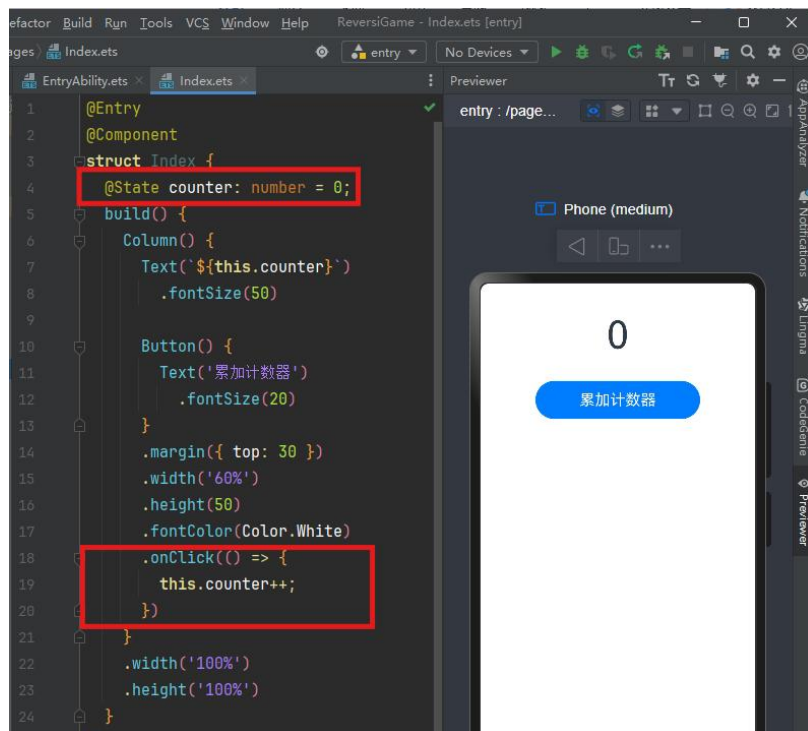 efactor Build Run Tools VCS Window Help ReversiGame - Index.ets [entry]
ages Index.ets entry No Devices
EntryAbility.ets Index.ets Previewer Tт
entry : /page...
1 @Entry
2 @Component
3 struct Index {
4 @State counter: number = 0;
5 build() {
6 Column() {
7 Text(`${this.counter}`)
8 .fontSize(50)
9
10 Button() {
11 Text('累加计数器')
12 .fontSize(20)
13 }
14 .margin({ top: 30 })
15 .width('60%')
16 .height(50)
17 .fontColor(Color.White)
18 .onClick(() => {
19 this.counter++;
20 })
21 }
22 .width('100%')
23 .height('100%')
24 }
Phone (medium)
0
累加计数器
AppAnalyzer
Notifications
Lingma
CodeGenie
Previewer